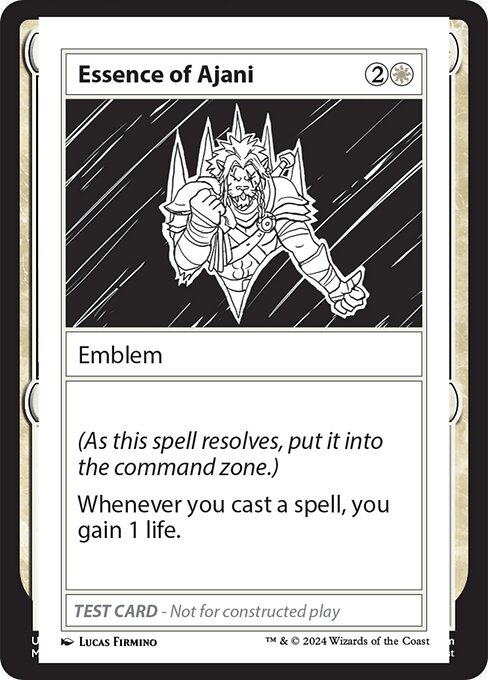 Essence of Ajani 2
Emblem
(As this spell resolves, put it into
the command zone.)
Whenever you cast a spell, you
gain 1 life.
TEST CARD - Not for constructed play
LUCAS FIRMINO ™ & © 2024 Wizards of the Coast